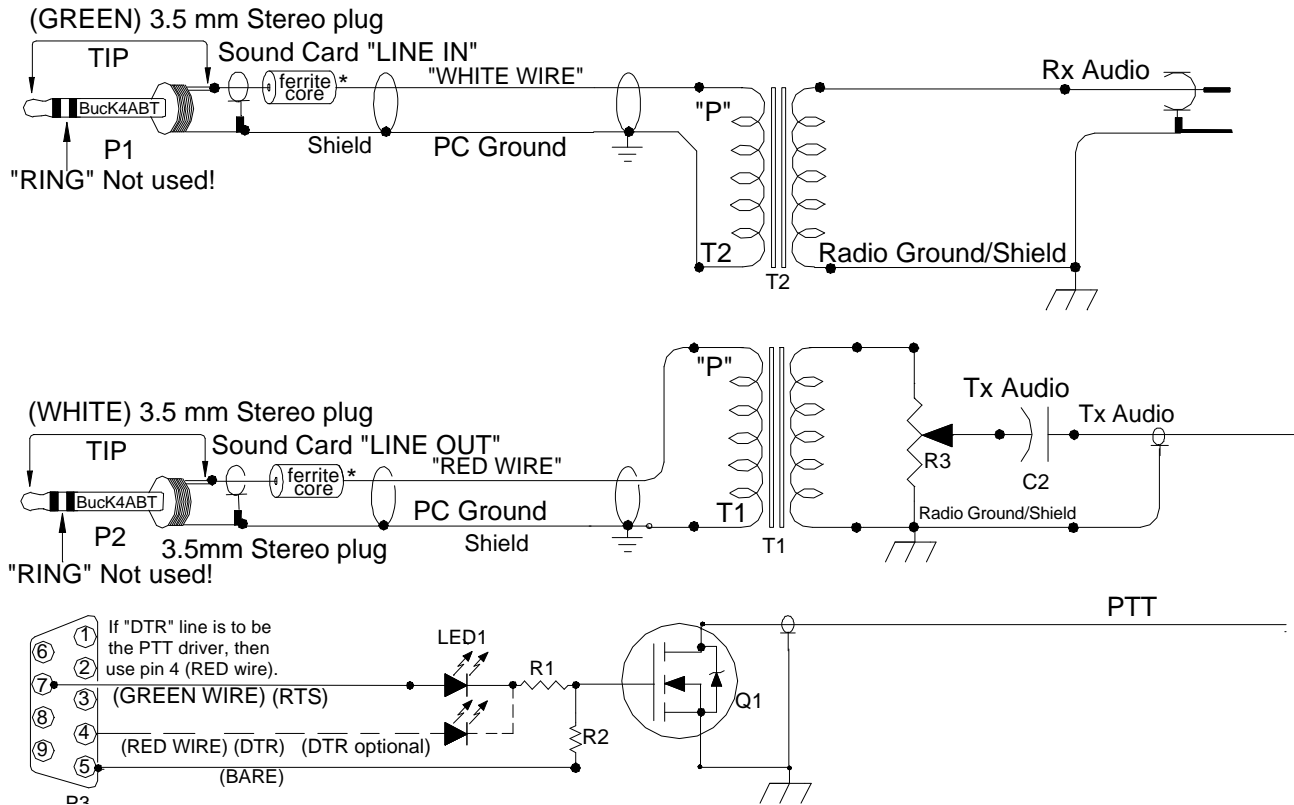 (GREEN) 3.5 mm Stereo plug
TIP
Sound Card "LINE IN"
ferrite
core
*
"WHITE WIRE"
"P"
Rx Audio
BucK4ABT
P1
Shield
PC Ground
"RING" Not used!
T2
T2
Radio Ground/Shield
"P"
(WHITE) 3.5 mm Stereo plug
TIP
Sound Card "LINE OUT"
ferrite
core
*
"RED WIRE"
Tx Audio
Tx Audio
R3
C2
BucK4ABT
P2
PC Ground
Shield
T1
T1
Radio Ground/Shield
3.5mm Stereo plug
"RING" Not used!
If "DTR" line is to be
the PTT driver, then
use pin 4 (RED wire).
1
6
2
7
3
8
4
9
5
(GREEN WIRE) (RTS)
LED1
R1
Q1
PTT
(RED WIRE) (DTR) (DTR optional)
R2
(BARE)
P3